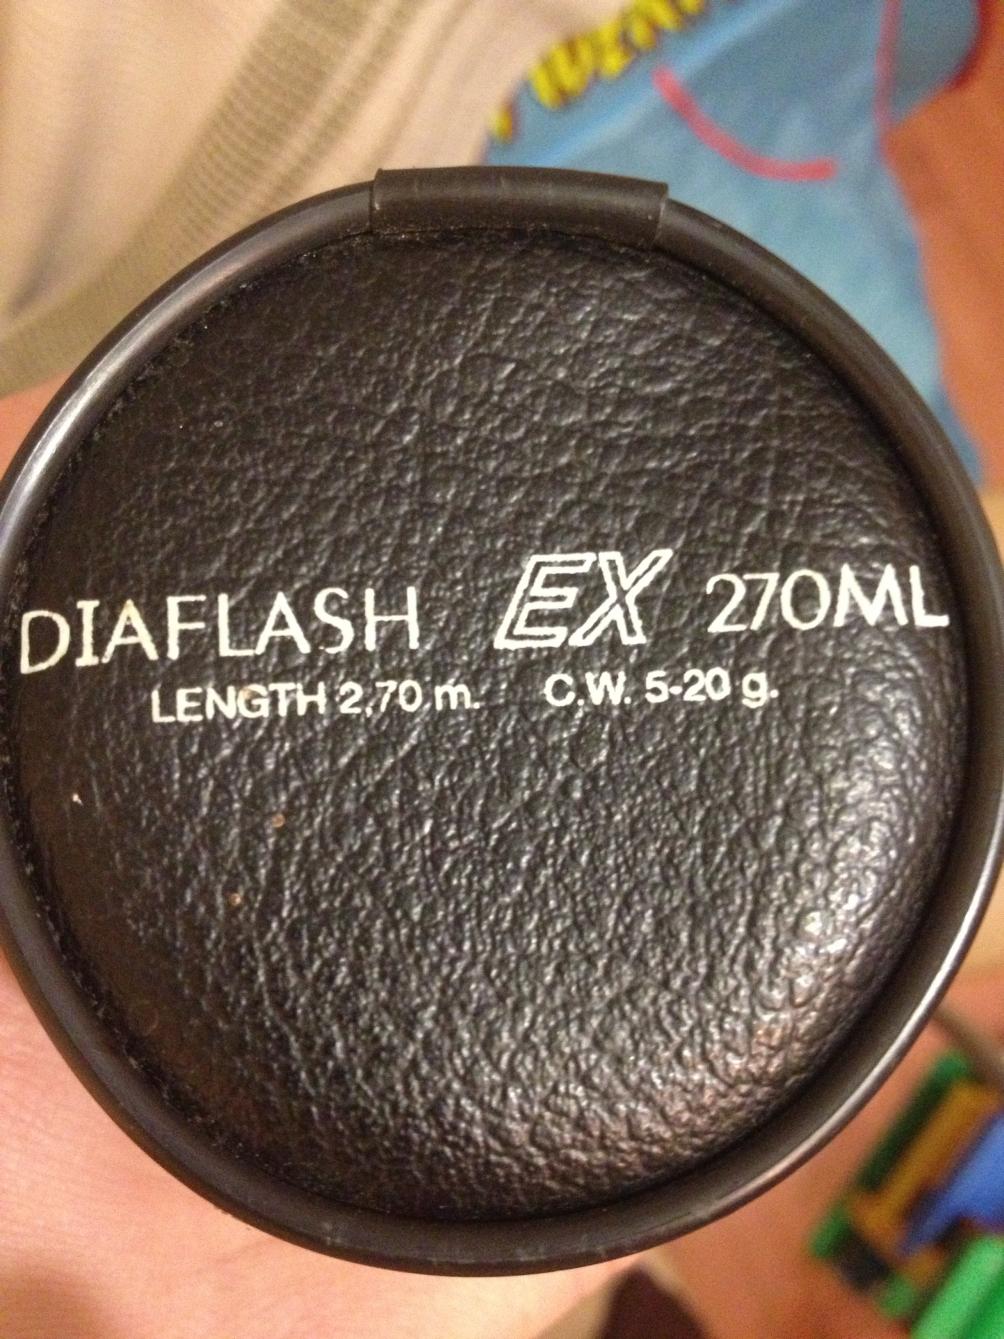 DIAFLASH EX 270ML
LENGTH 2,70 m. C.W. 5-20 g.